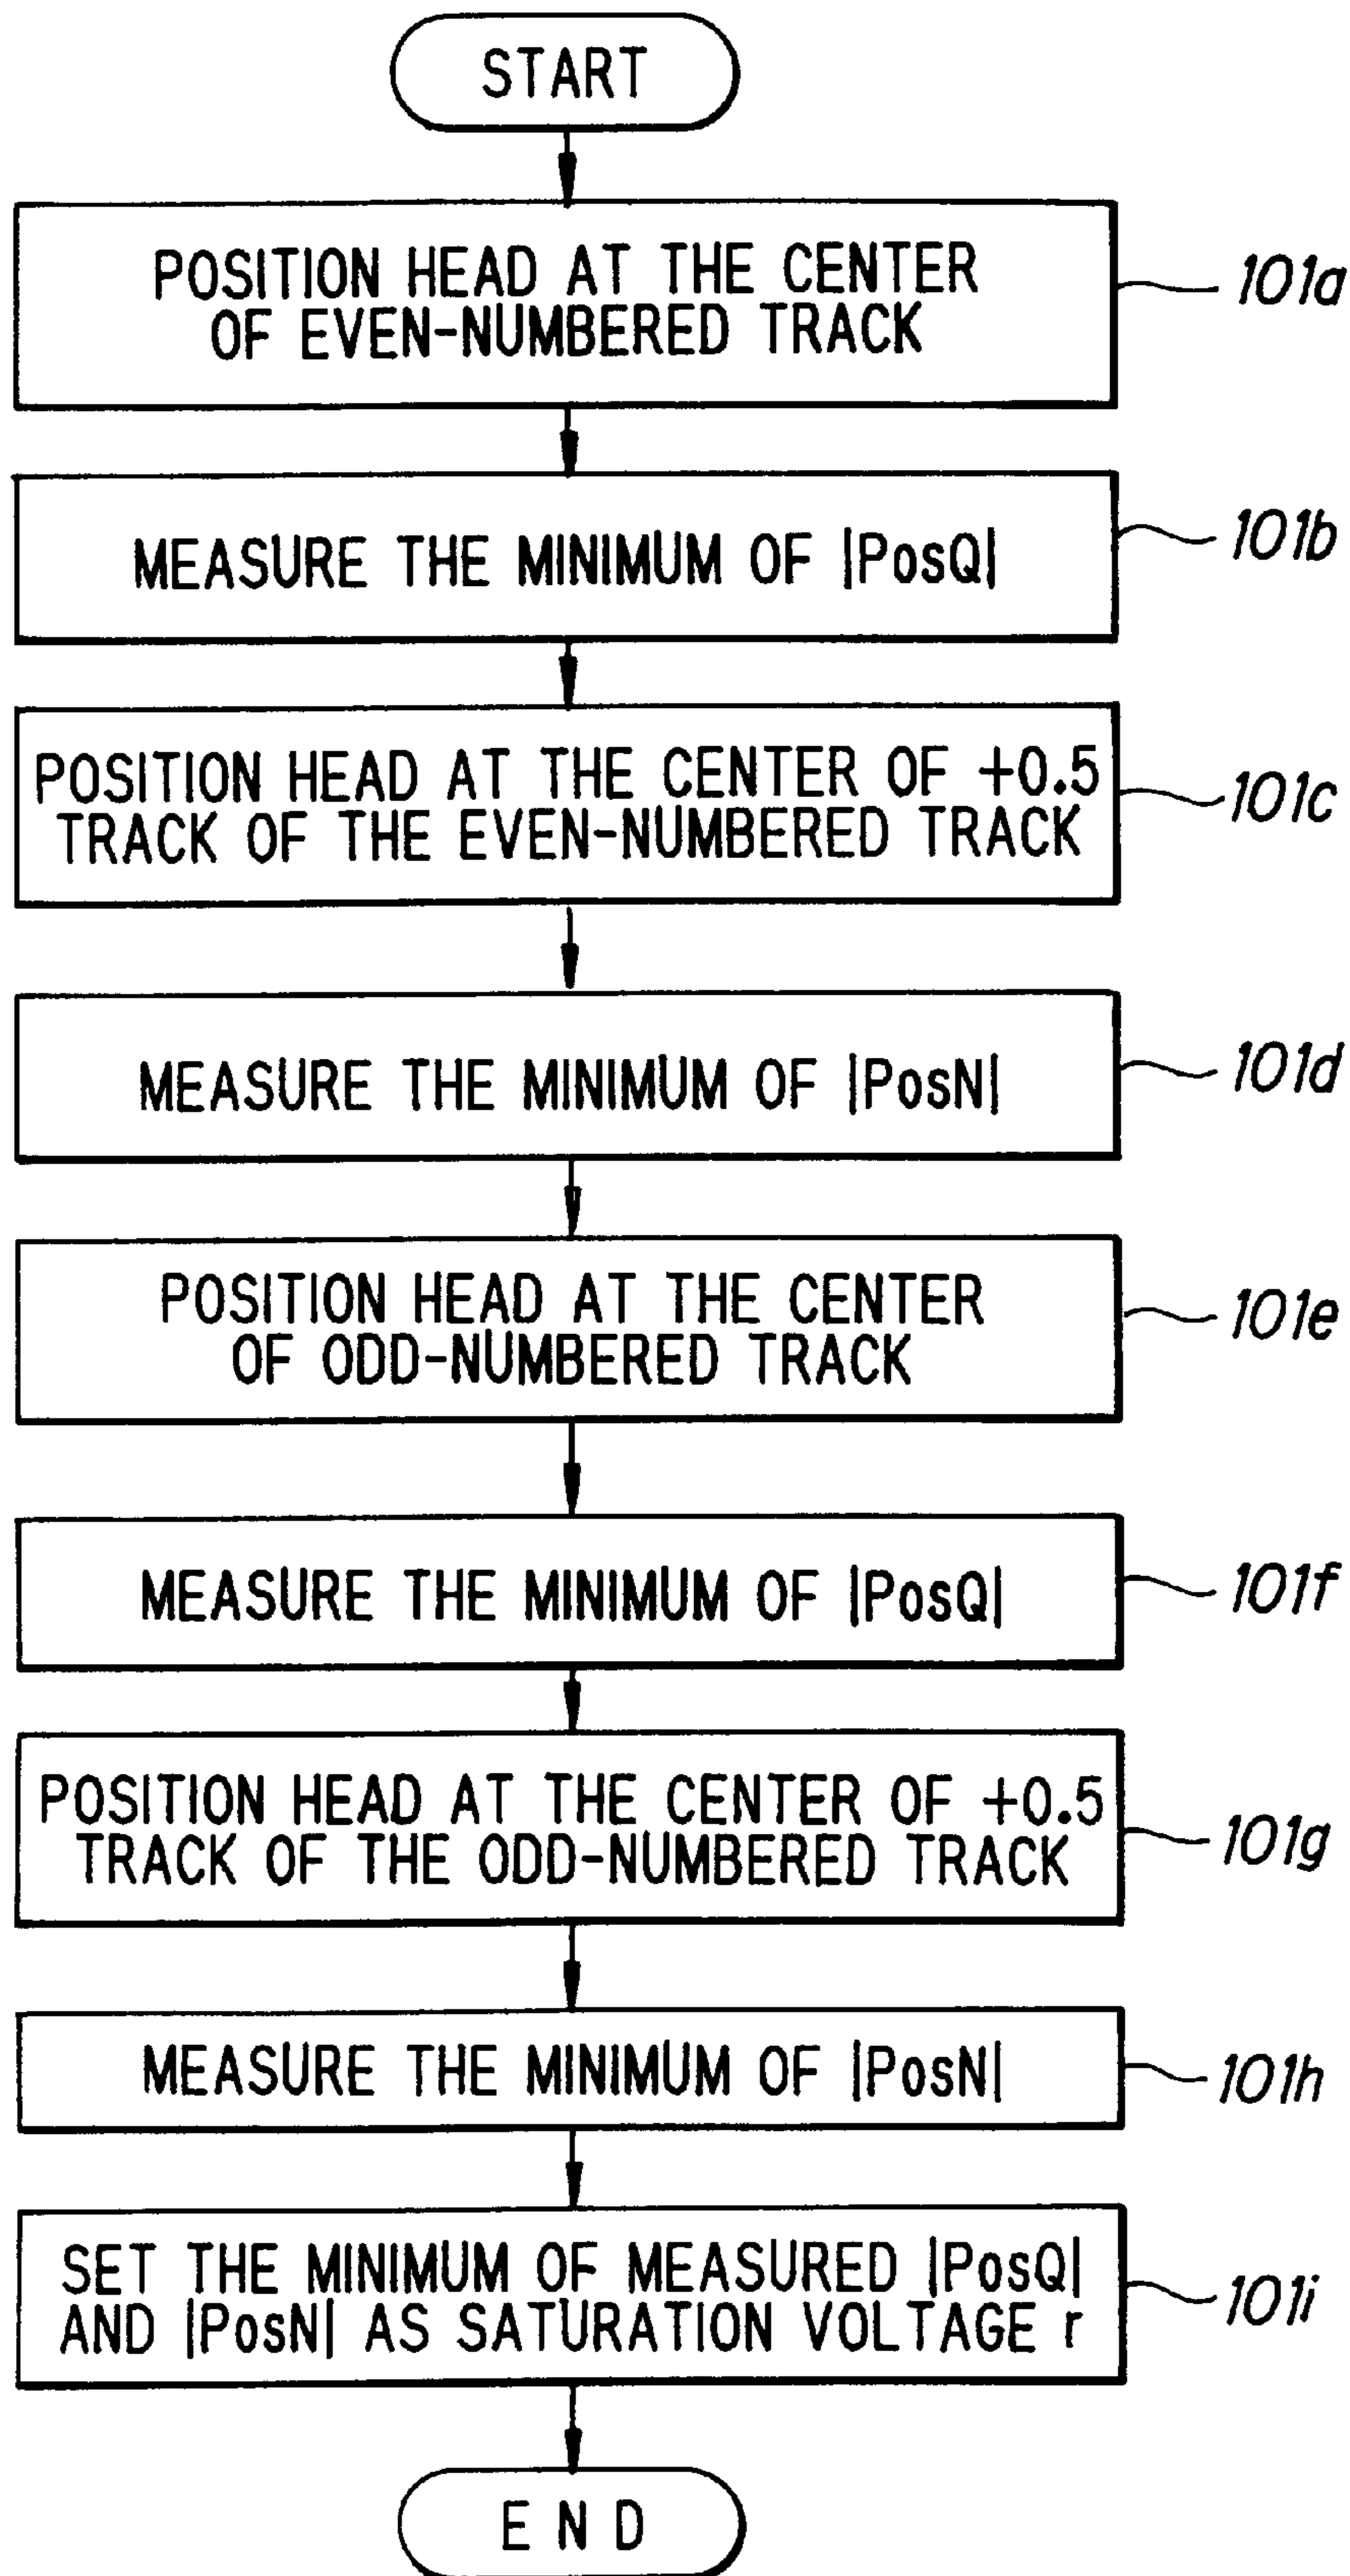 START
POSITION HEAD AT THE CENTER
OF EVEN-NUMBERED TRACK
101a
MEASURE THE MINIMUM OF |PosQ|
101b
POSITION HEAD AT THE CENTER OF +0.5
TRACK OF THE EVEN-NUMBERED TRACK
101c
MEASURE THE MINIMUM OF |PosN|
101d
POSITION HEAD AT THE CENTER
OF ODD-NUMBERED TRACK
101e
MEASURE THE MINIMUM OF |PosQ|
101f
POSITION HEAD AT THE CENTER OF +0.5
TRACK OF THE ODD-NUMBERED TRACK
101g
MEASURE THE MINIMUM OF |PosN|
101h
SET THE MINIMUM OF MEASURED |PosQ|
AND |PosN| AS SATURATION VOLTAGE r
101i
END